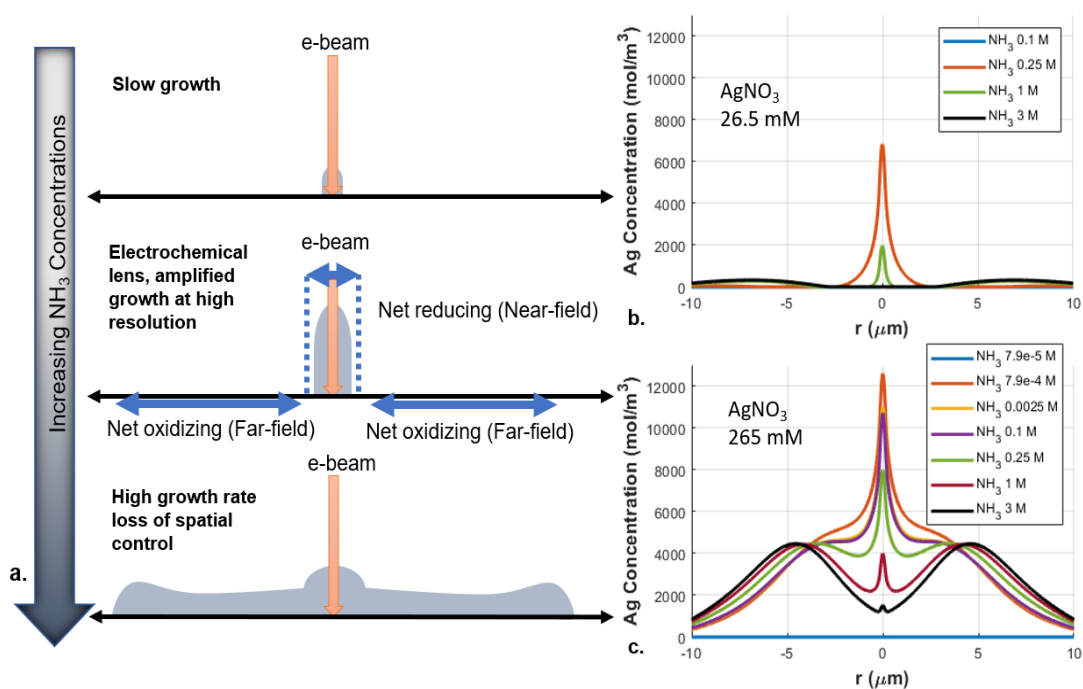 Increasing NH₃ Concentrations
a.
e-beam
Slow growth
e-beam
Electrochemical
lens, amplified
growth at high
resolution
Net reducing (Near-field)
Net oxidizing (Far-field)
Net oxidizing (Far-field)
e-beam
High growth rate
loss of spatial
control
Ag Concentration (mol/m³)
12000
10000
8000
6000
4000
2000
0
AgNO₃
26.5 mM
NH₃ 0.1 M
NH₃ 0.25 M
NH₃ 1 M
NH₃ 3 M
-10
-5
0
5
10
b.
r (μm)
Ag Concentration (mol/m³)
12000
10000
8000
6000
4000
2000
0
AgNO₃
265 mM
NH₃ 7.9e-5 M
NH₃ 7.9e-4 M
NH₃ 0.0025 M
NH₃ 0.1 M
NH₃ 0.25 M
NH₃ 1 M
NH₃ 3 M
-10
-5
0
5
10
c.
r (μm)